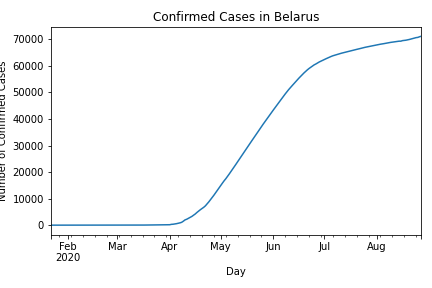 Confirmed Cases in Belarus
Number of Confirmed Cases
70000
60000
50000
40000
30000
20000
10000
0
Feb Mar Apr May Jun Jul Aug
2020
Day